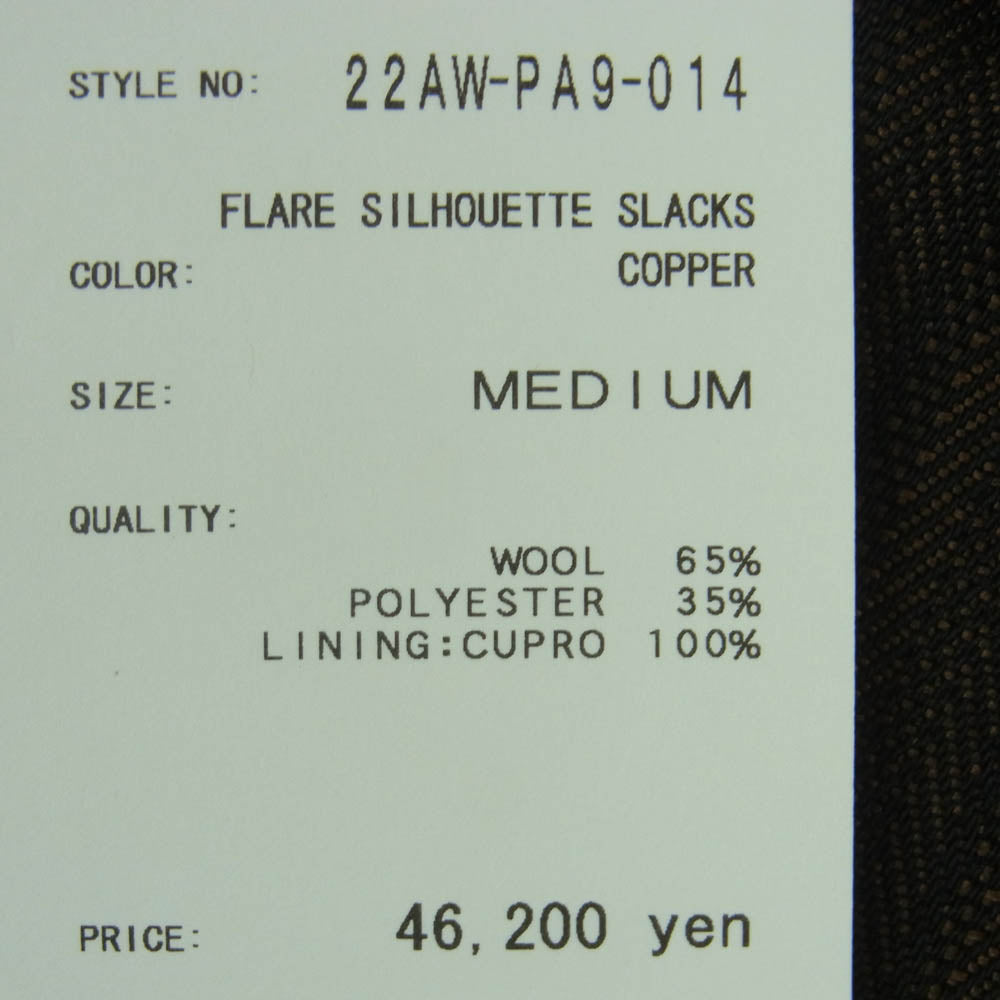 STYLE NO: 22AW-PA9-014
FLARE SILHOUETTE SLACKS
COLOR: COPPER
SIZE: MEDIUM
QUALITY:
WOOL 65%
POLYESTER 35%
LINING:CUPRO 100%
PRICE: 46,200 yen